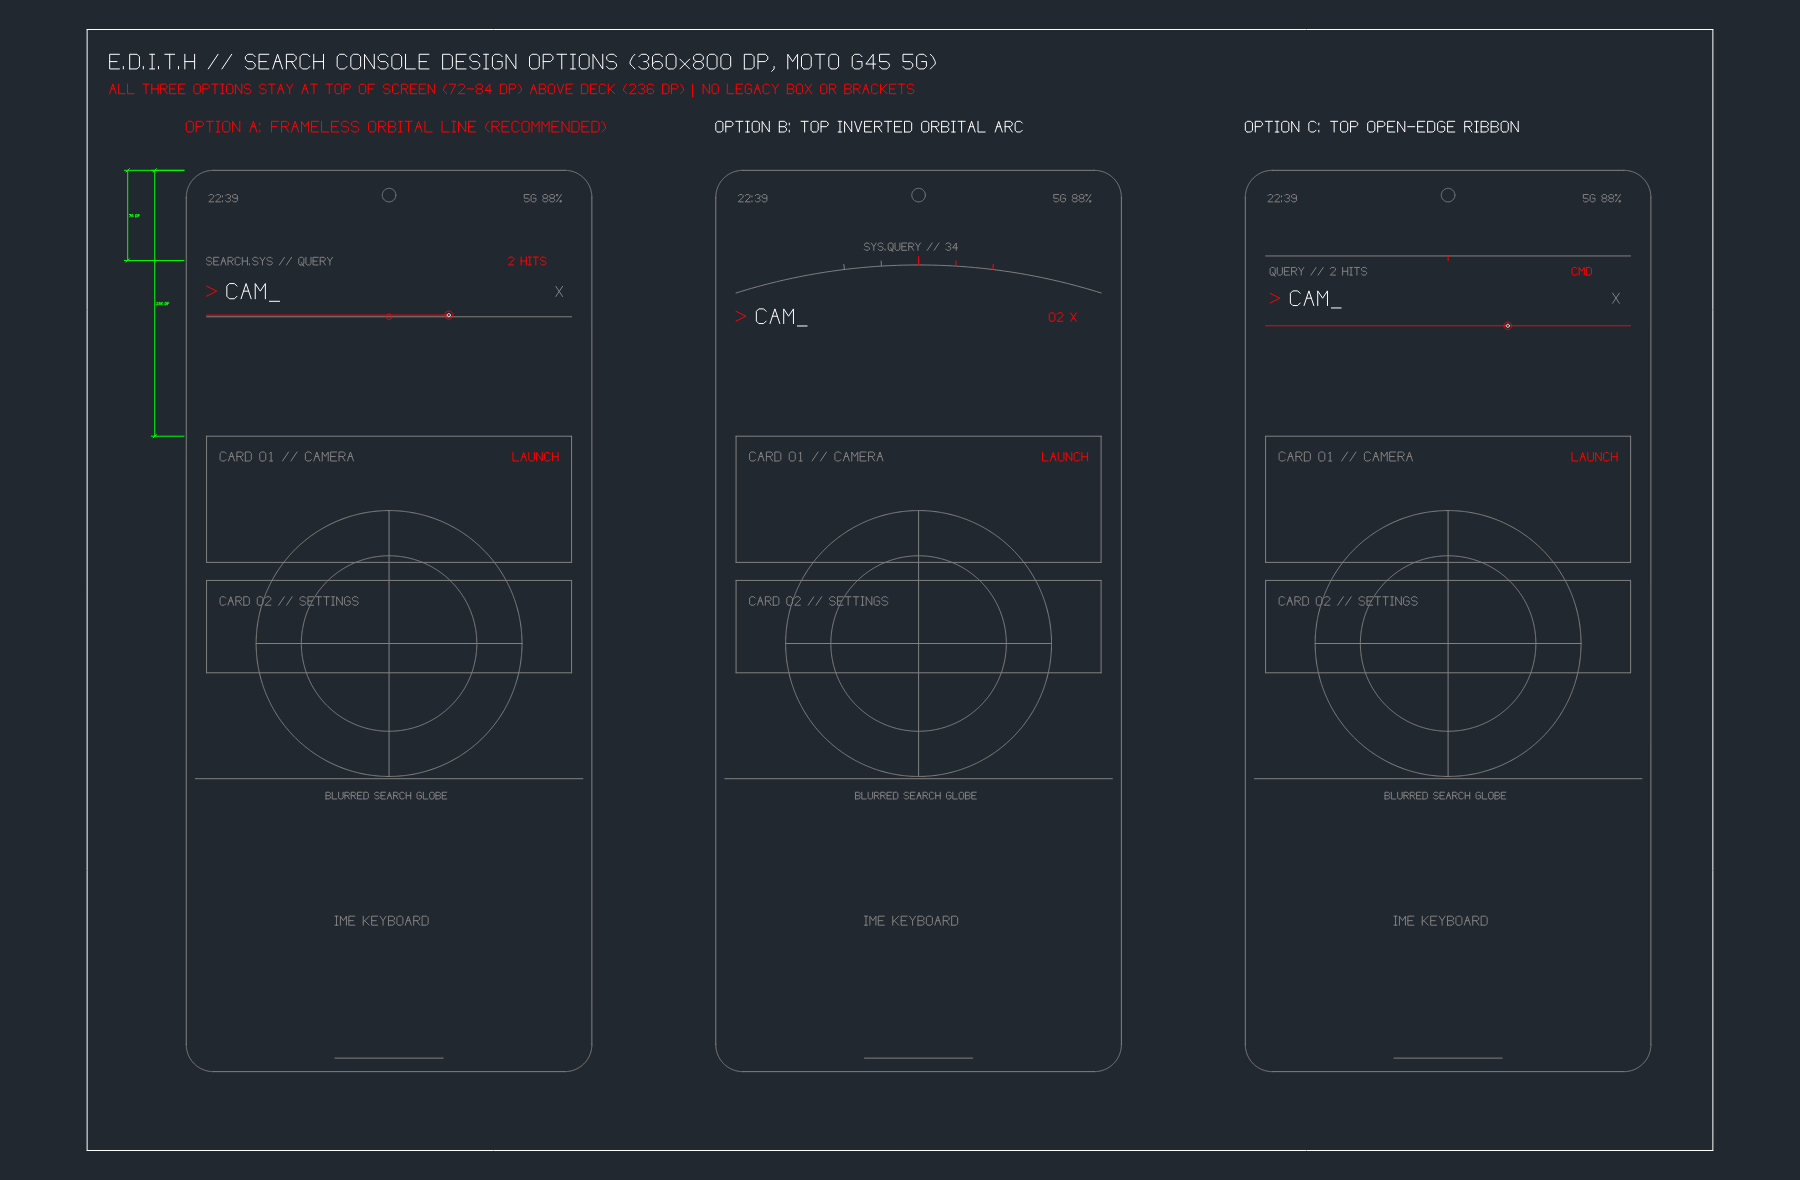 E.D.I.T.H // SEARCH CONSOLE DESIGN OPTIONS (360x800 DP, MOTO G45 5G)
ALL THREE OPTIONS STAY AT TOP OF SCREEN (72-84 DP) ABOVE DECK (236 DP) | NO LEGACY BOX OR BRACKETS
OPTION A: FRAMELESS ORBITAL LINE (RECOMMENDED)
22:39
5G 88%
SEARCH.SYS // QUERY
2 HITS
> CAM_
X
CARD 01 // CAMERA
LAUNCH
CARD 02 // SETTINGS
BLURRED SEARCH GLOBE
IME KEYBOARD
OPTION B: TOP INVERTED ORBITAL ARC
22:39
5G 88%
SYS.QUERY // 34
> CAM_
02 X
CARD 01 // CAMERA
LAUNCH
CARD 02 // SETTINGS
BLURRED SEARCH GLOBE
IME KEYBOARD
OPTION C: TOP OPEN-EDGE RIBBON
22:39
5G 88%
QUERY // 2 HITS
CMD
> CAM_
X
CARD 01 // CAMERA
LAUNCH
CARD 02 // SETTINGS
BLURRED SEARCH GLOBE
IME KEYBOARD